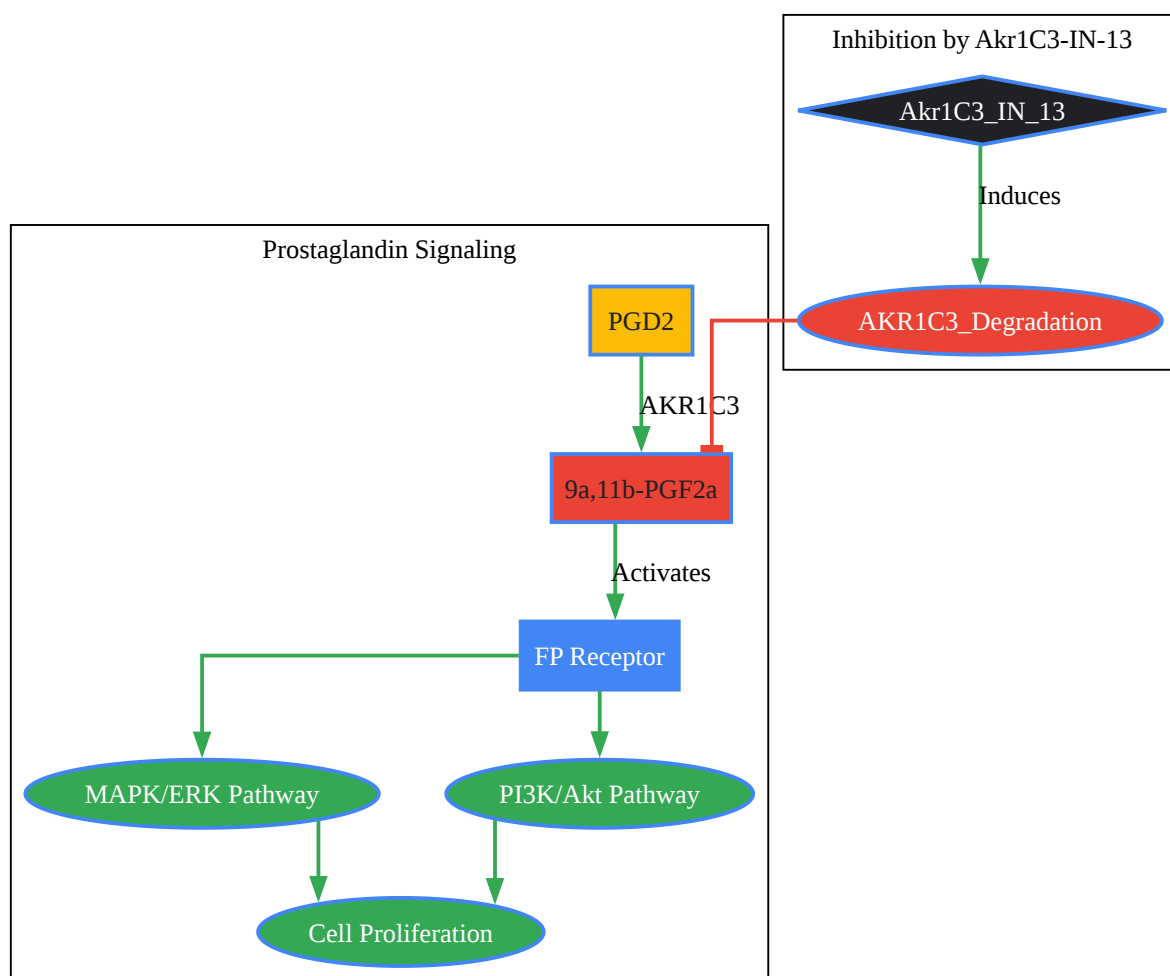 Inhibition by Akr1C3-IN-13
Akr1C3_IN_13
Induces
AKR1C3_Degradation
Prostaglandin Signaling
PGD2
AKR1C3
9a,11b-PGF2a
Activates
FP Receptor
MAPK/ERK Pathway
PI3K/Akt Pathway
Cell Proliferation